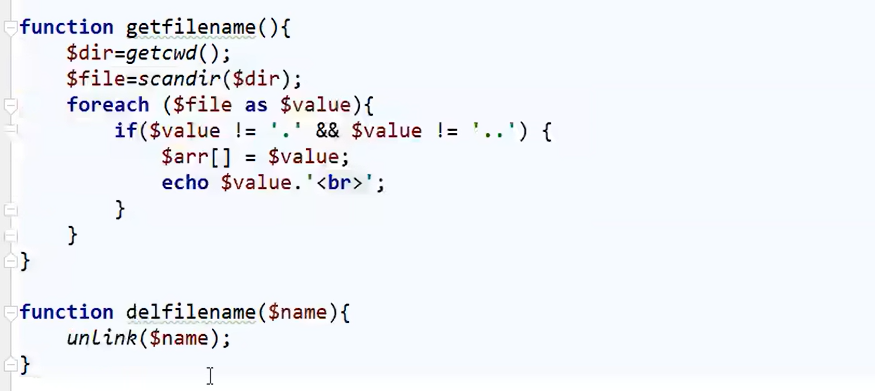 function getfilename(){
    $dir=getcwd();
    $file=scandir($dir);
    foreach ($file as $value){
        if($value != '.' && $value != '..') {
            $arr[] = $value;
            echo $value.'<br>';
        }
    }
}

function delfilename($name){
    unlink($name);
}